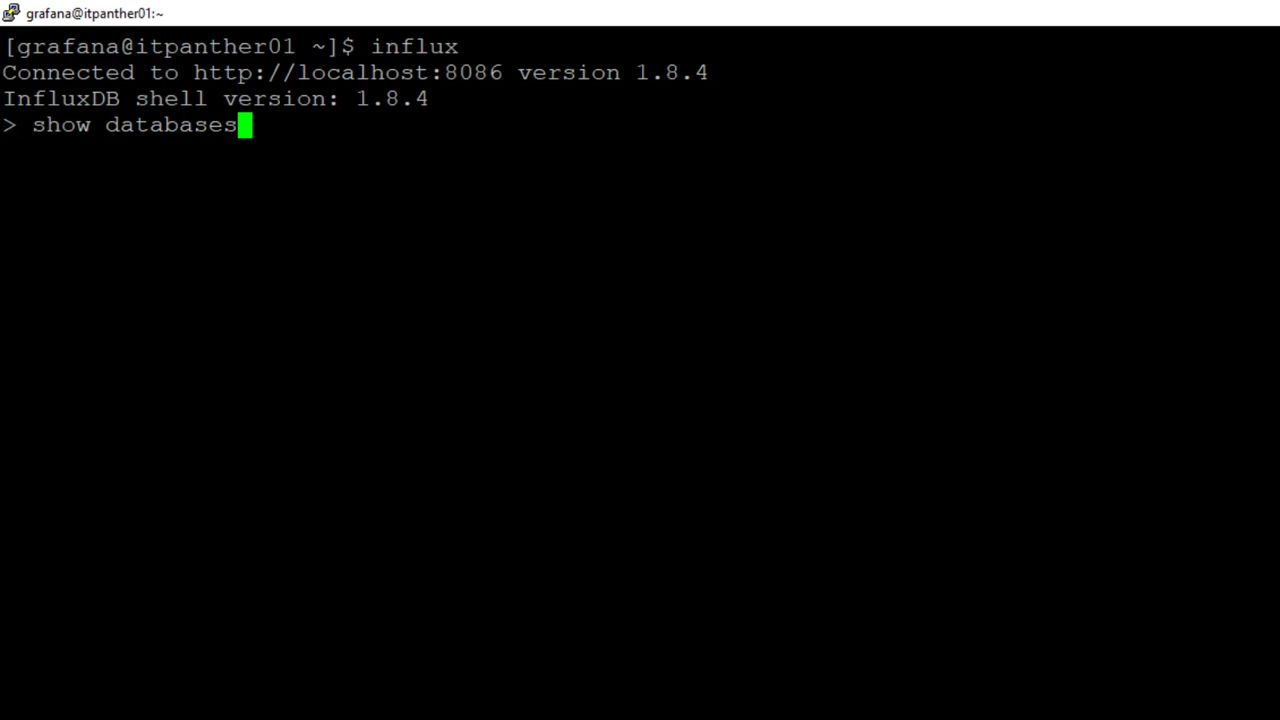 grafana@itpanther01:~
[grafana@itpanther01 ~]$ influx
Connected to http://localhost:8086 version 1.8.4
InfluxDB shell version: 1.8.4
> show databases